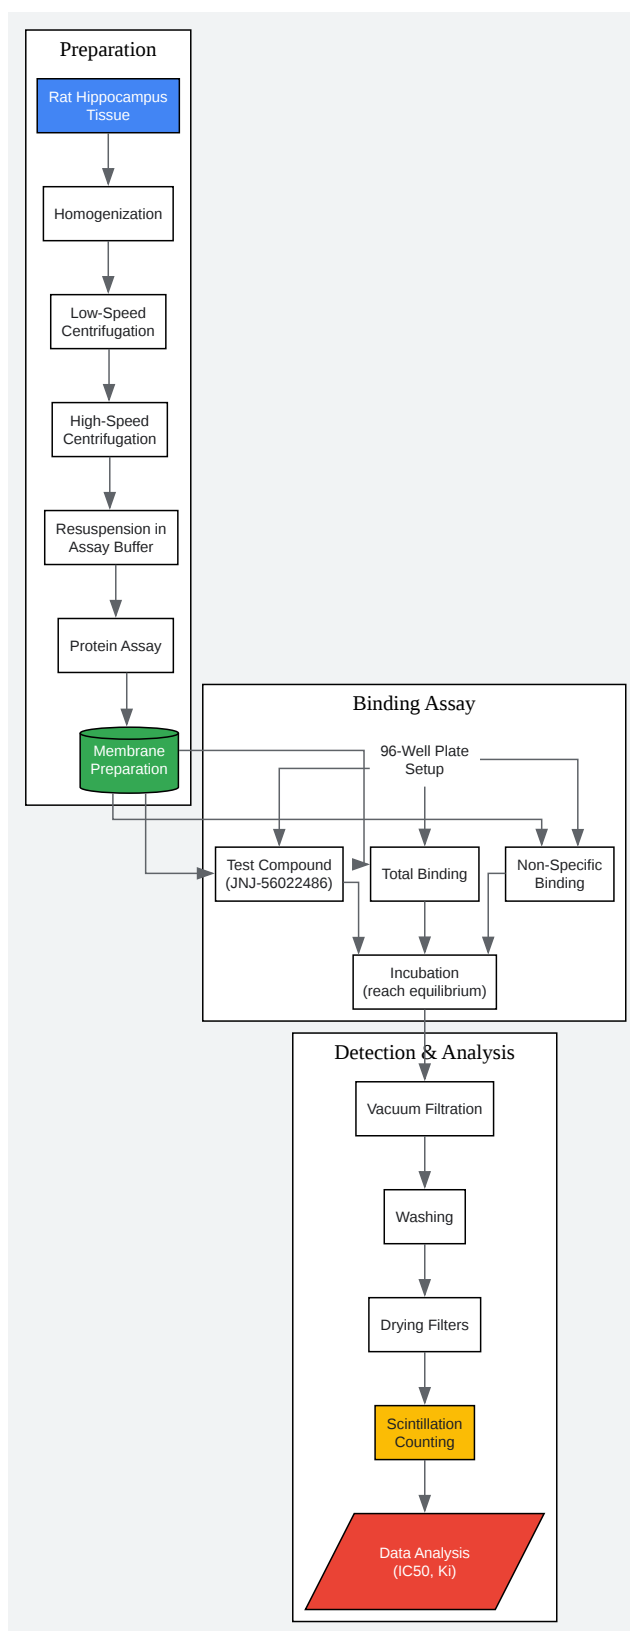 Preparation
Rat Hippocampus
Tissue
Homogenization
Low-Speed
Centrifugation
High-Speed
Centrifugation
Resuspension in
Assay Buffer
Protein Assay
Membrane
Preparation
Binding Assay
96-Well Plate
Setup
Test Compound
(JNJ-56022486)
Total Binding
Non-Specific
Binding
Incubation
(reach equilibrium)
Detection & Analysis
Vacuum Filtration
Washing
Drying Filters
Scintillation
Counting
Data Analysis
(IC50, Ki)